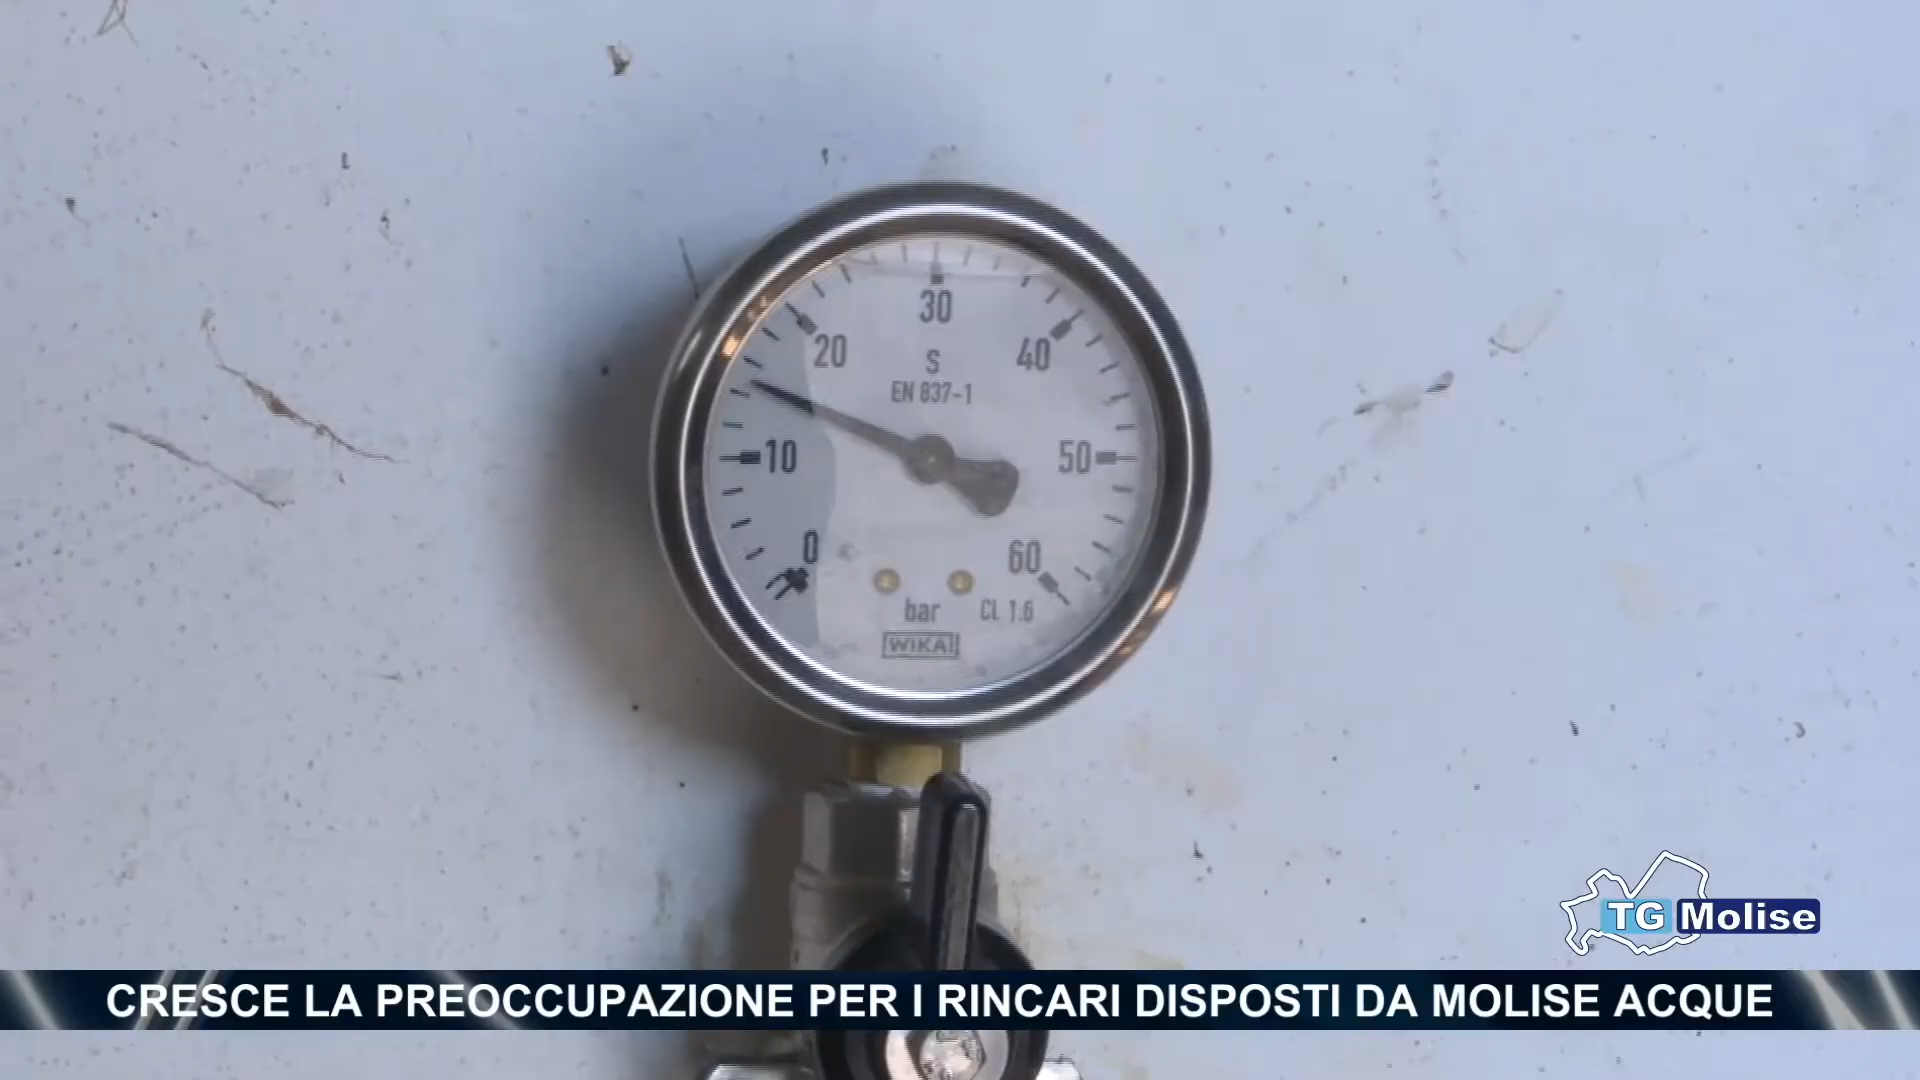 30
20
40
S
EN 837-1
10
50
0
60
bar
CL 1.6
WIKAI
TG Molise
CRESCE LA PREOCCUPAZIONE PER I RINCARI DISPOSTI DA MOLISE ACQUE